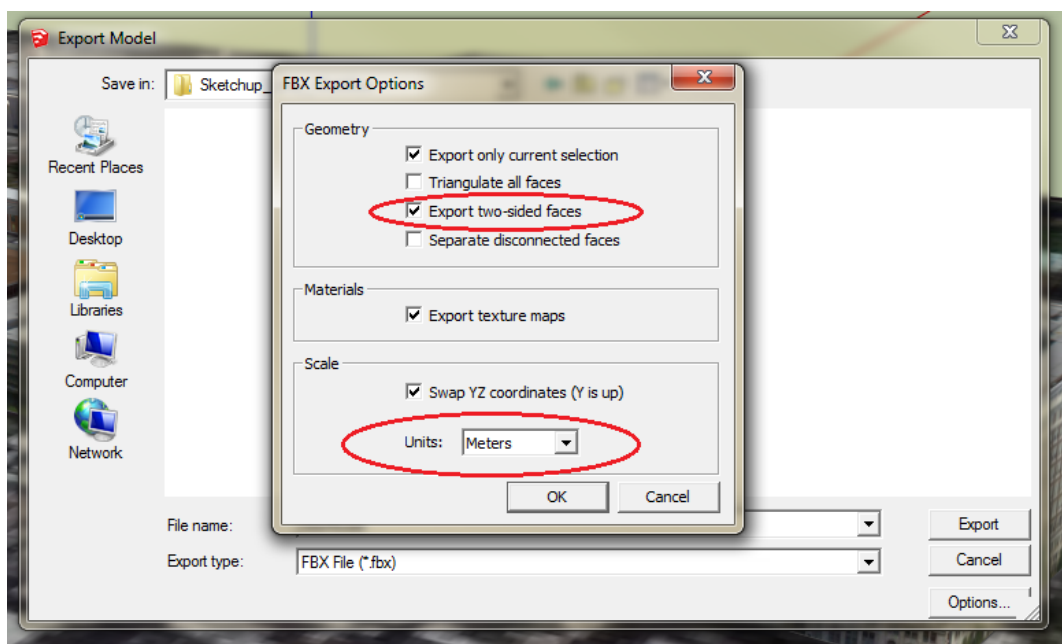 Export Model
Save in:
Sketchup_
FBX Export Options
Geometry
Export only current selection
Triangulate all faces
Export two-sided faces
Separate disconnected faces
Materials
Export texture maps
Scale
Swap YZ coordinates (Y is up)
Units: Meters
OK Cancel
Recent Places
Desktop
Libraries
Computer
Network
File name:
Export
Export type: FBX File (*.fbx)
Cancel
Options...